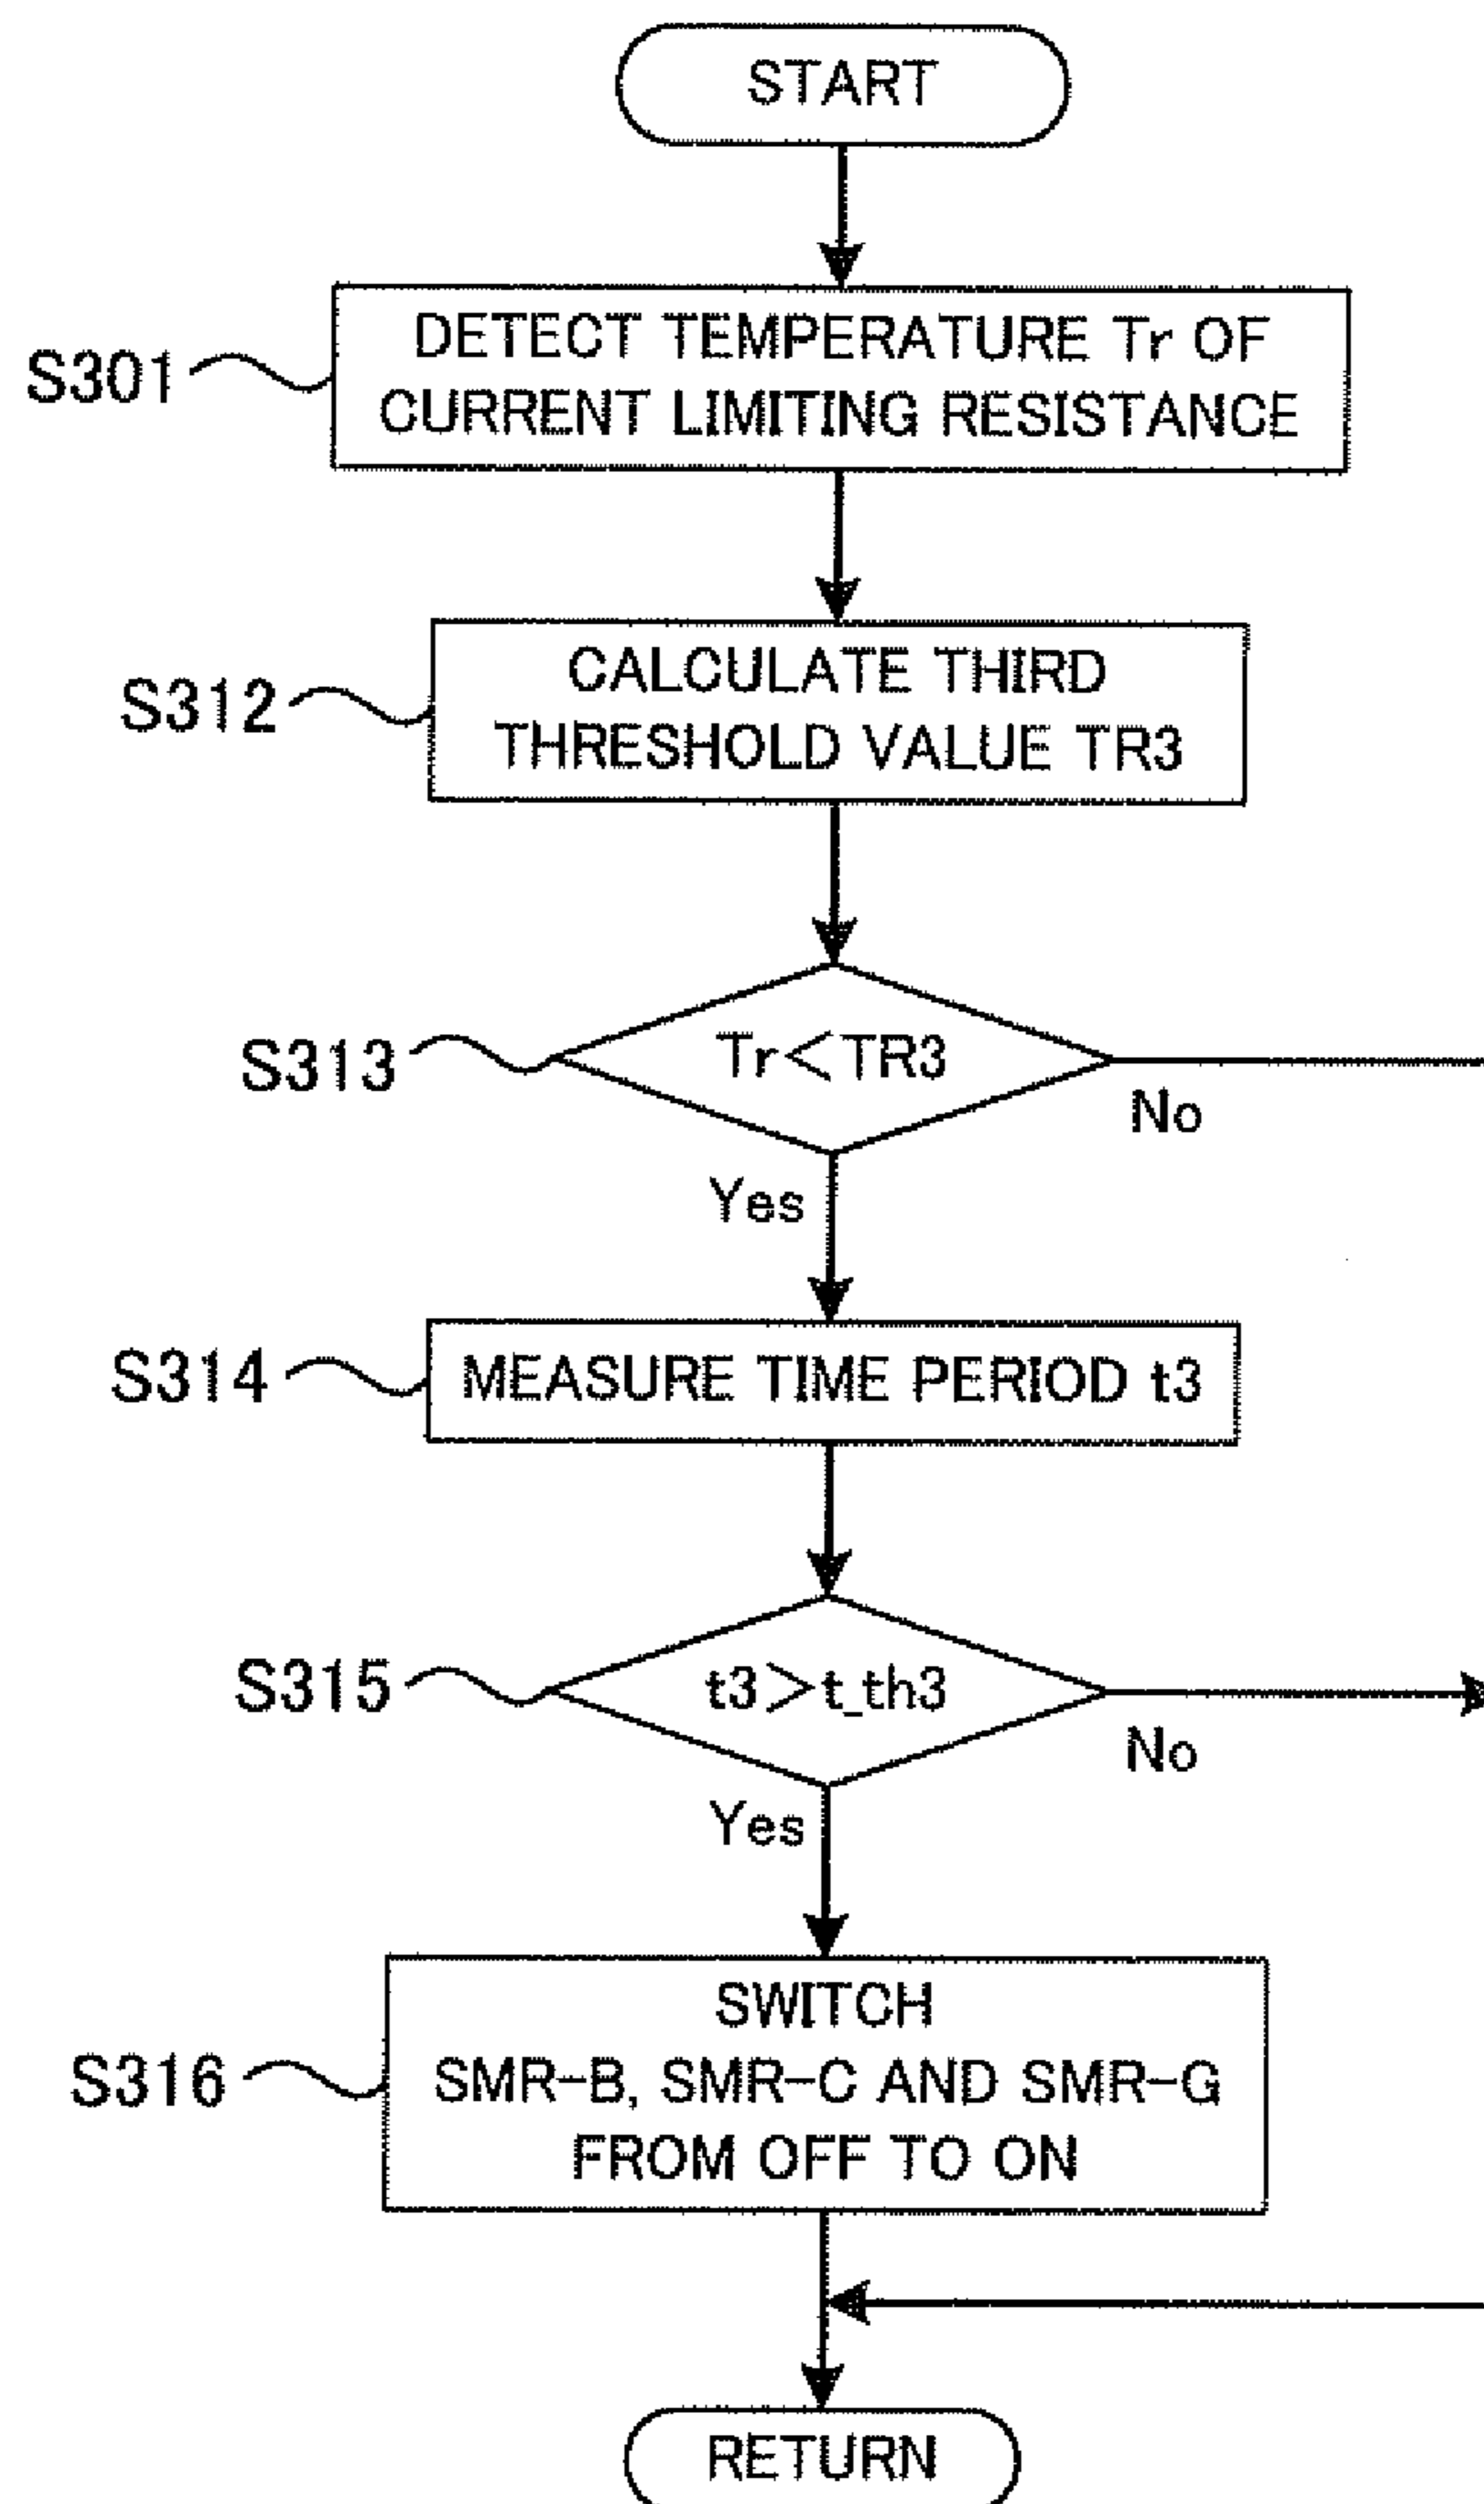 START
S301
DETECT TEMPERATURE Tr OF
CURRENT LIMITING RESISTANCE
S312
CALCULATE THIRD
THRESHOLD VALUE TR3
S313
Tr<TR3
No
Yes
S314
MEASURE TIME PERIOD t3
S315
t3>t_th3
No
Yes
S316
SWITCH
SMR-B, SMR-C AND SMR-G
FROM OFF TO ON
RETURN